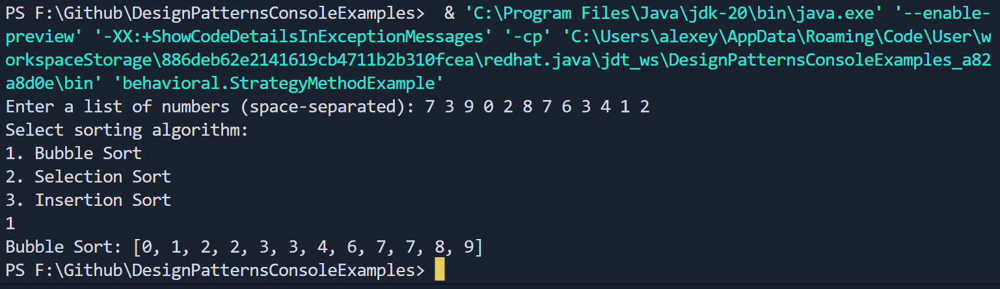 PS F:\Github\DesignPatternsConsoleExamples>  & 'C:\Program Files\Java\jdk-20\bin\java.exe' '--enable-
preview' '-XX:+ShowCodeDetailsInExceptionMessages' '-cp' 'C:\Users\alexey\AppData\Roaming\Code\User\w
orkspaceStorage\886deb62e2141619cb4711b2b310fcea\redhat.java\jdt_ws\DesignPatternsConsoleExamples_a82
a8d0e\bin' 'behavioral.StrategyMethodExample'
Enter a list of numbers (space-separated): 7 3 9 0 2 8 7 6 3 4 1 2
Select sorting algorithm:
1. Bubble Sort
2. Selection Sort
3. Insertion Sort
1
Bubble Sort: [0, 1, 2, 2, 3, 3, 4, 6, 7, 7, 8, 9]
PS F:\Github\DesignPatternsConsoleExamples>